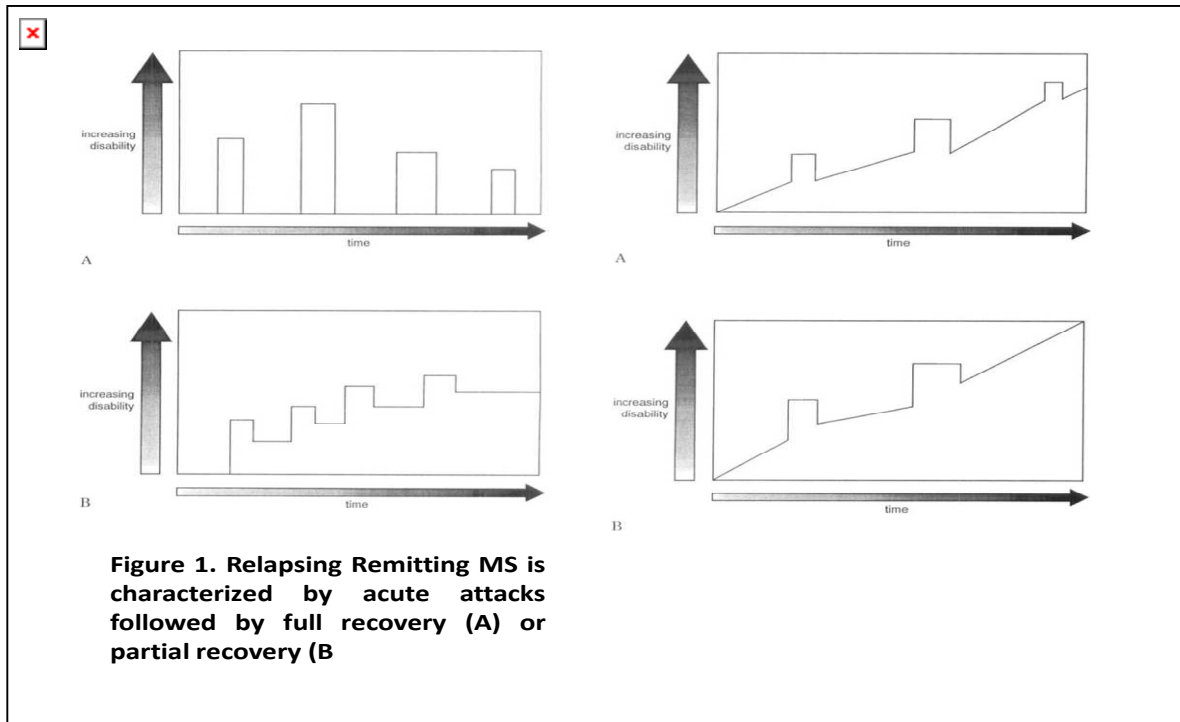 increasing
disability
time
A
increasing
disability
time
B
Figure 1. Relapsing Remitting MS is
characterized by acute attacks
followed by full recovery (A) or
partial recovery (B
increasing
disability
time
A
increasing
disability
time
B